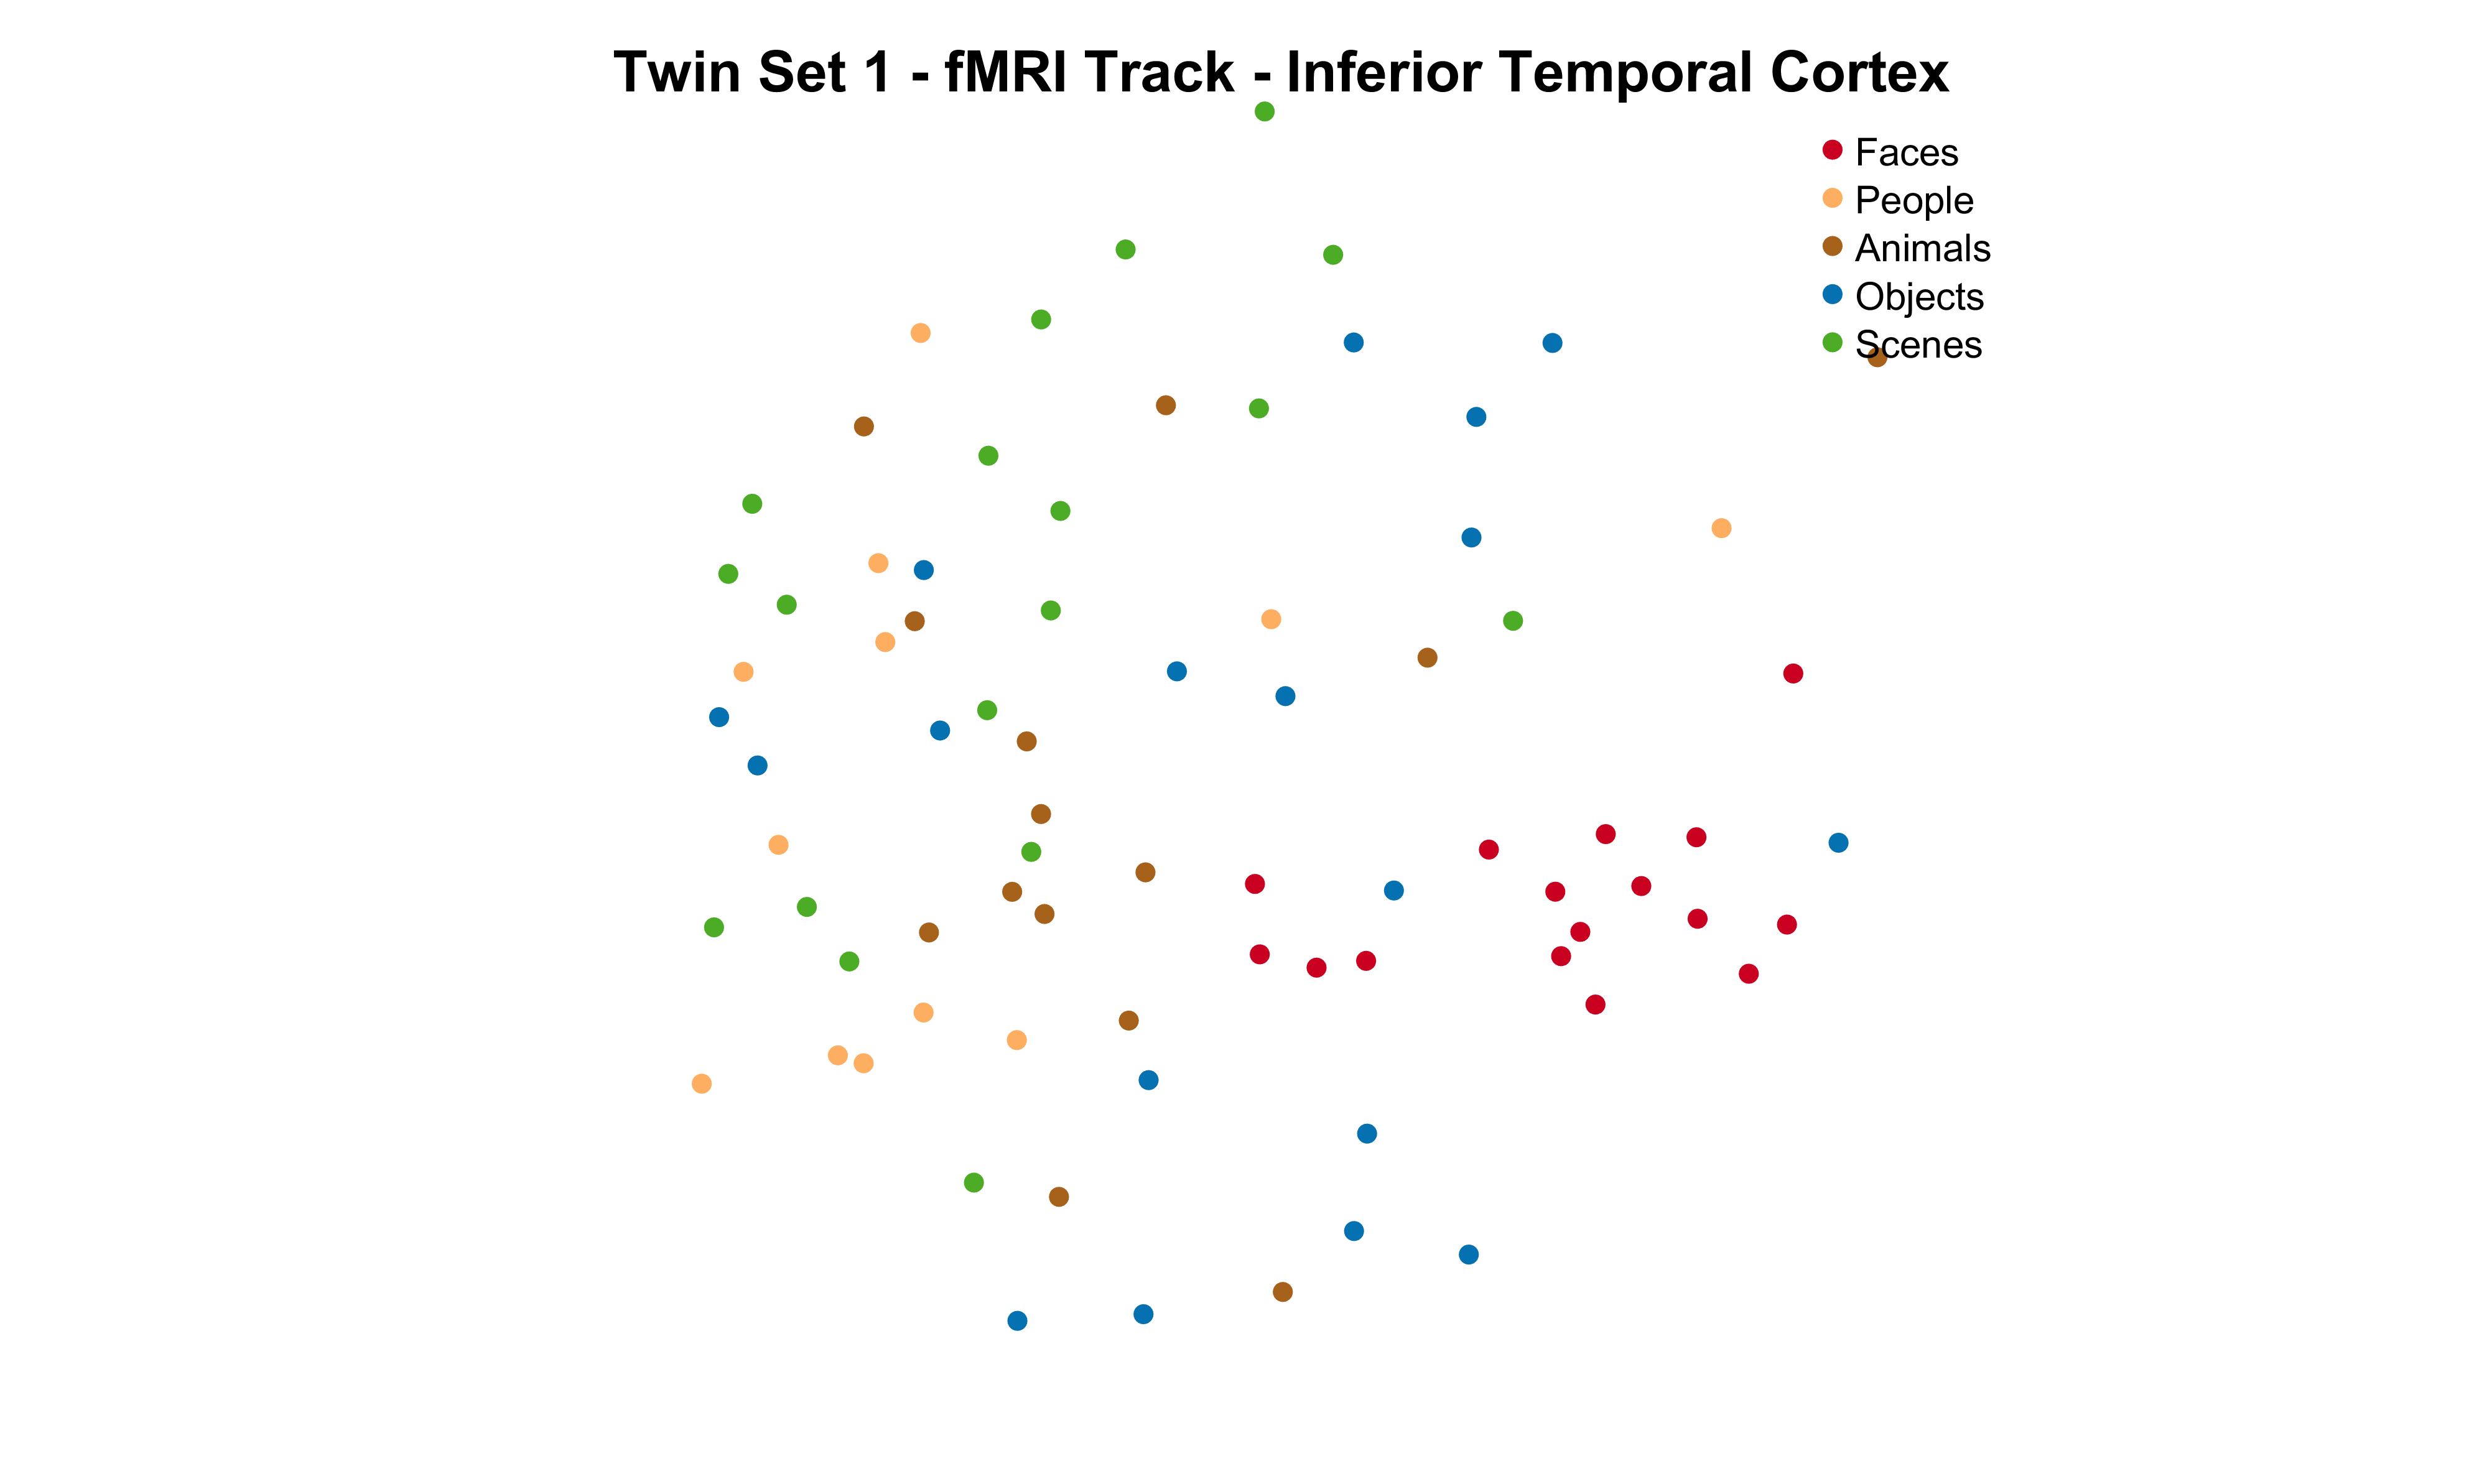 Twin Set 1 - fMRI Track - Inferior Temporal Cortex
Faces
People
Animals
Objects
Scenes